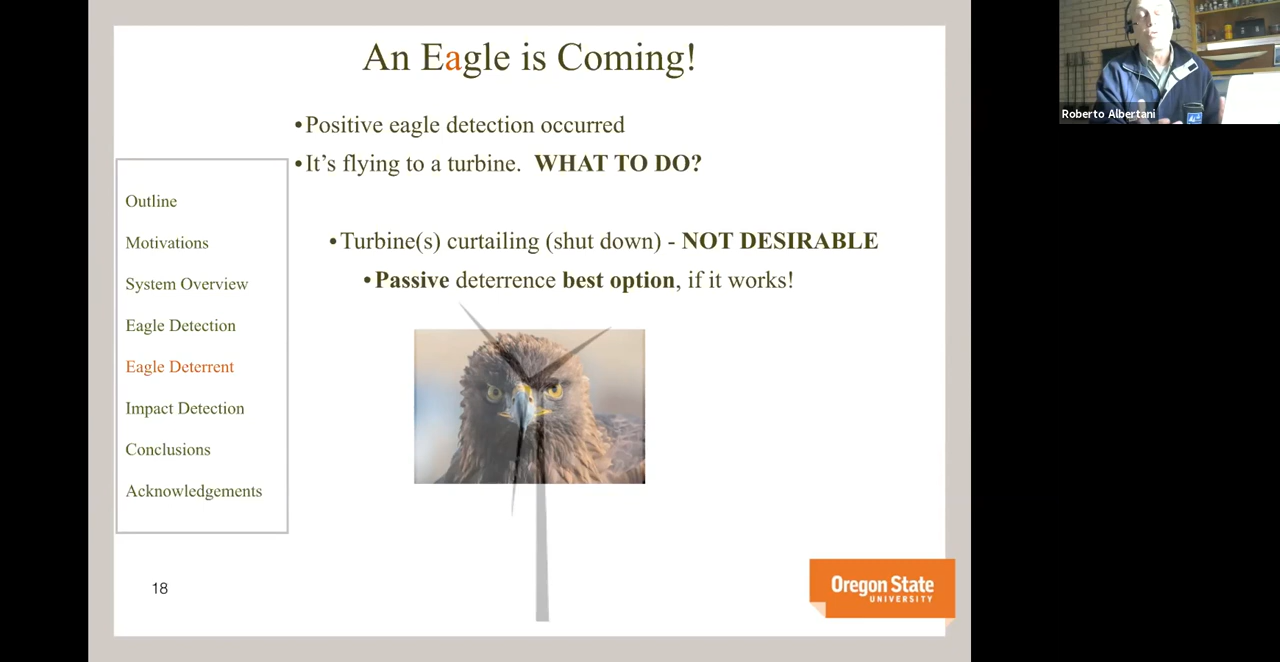 An Eagle is Coming!
•Positive eagle detection occurred
•It's flying to a turbine. WHAT TO DO?
•Turbine(s) curtailing (shut down) - NOT DESIRABLE
•Passive deterrence best option, if it works!
Outline
Motivations
System Overview
Eagle Detection
Eagle Deterrent
Impact Detection
Conclusions
Acknowledgements
18
Oregon State
UNIVERSITY
Roberto Albertani